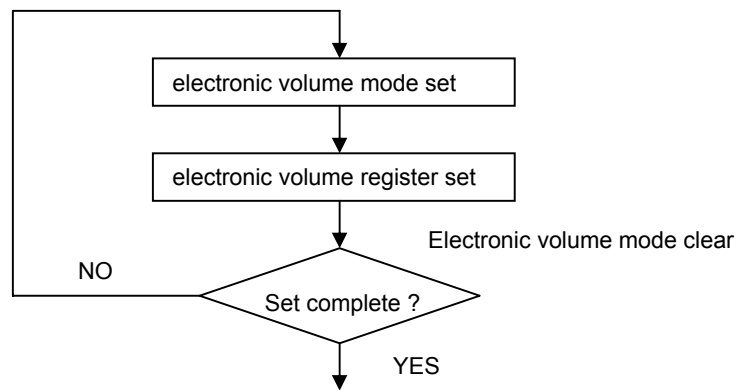 electronic volume mode set
electronic volume register set
Electronic volume mode clear
NO
Set complete ?
YES